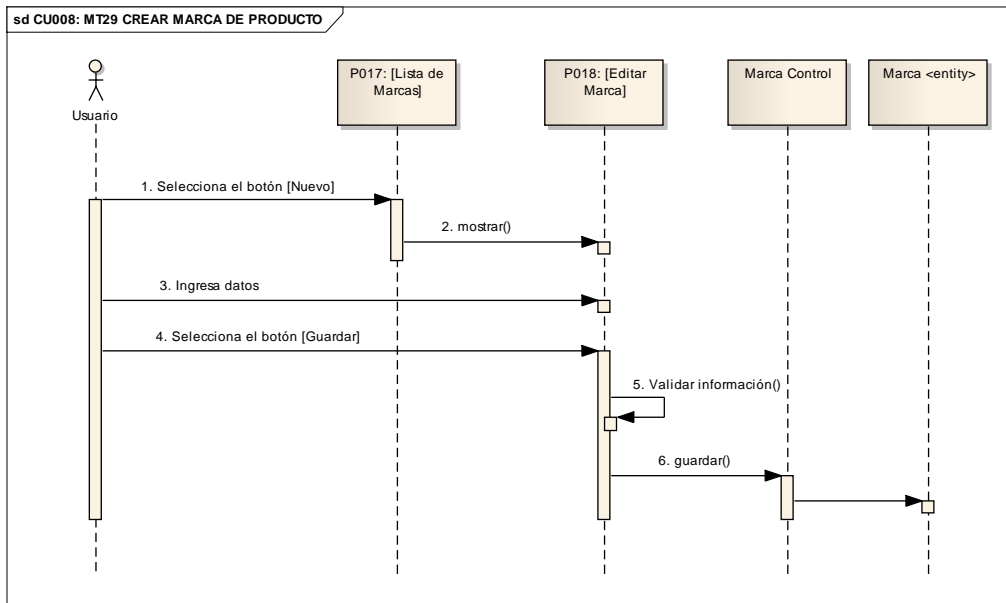 sd CU008: MT29 CREAR MARCA DE PRODUCTO
Usuario
P017: [Lista de
Marcas]
P018: [Editar
Marca]
Marca Control
Marca <entity>
1. Selecciona el botón [Nuevo]
2. mostrar()
3. Ingresa datos
4. Selecciona el botón [Guardar]
5. Validar información()
6. guardar()